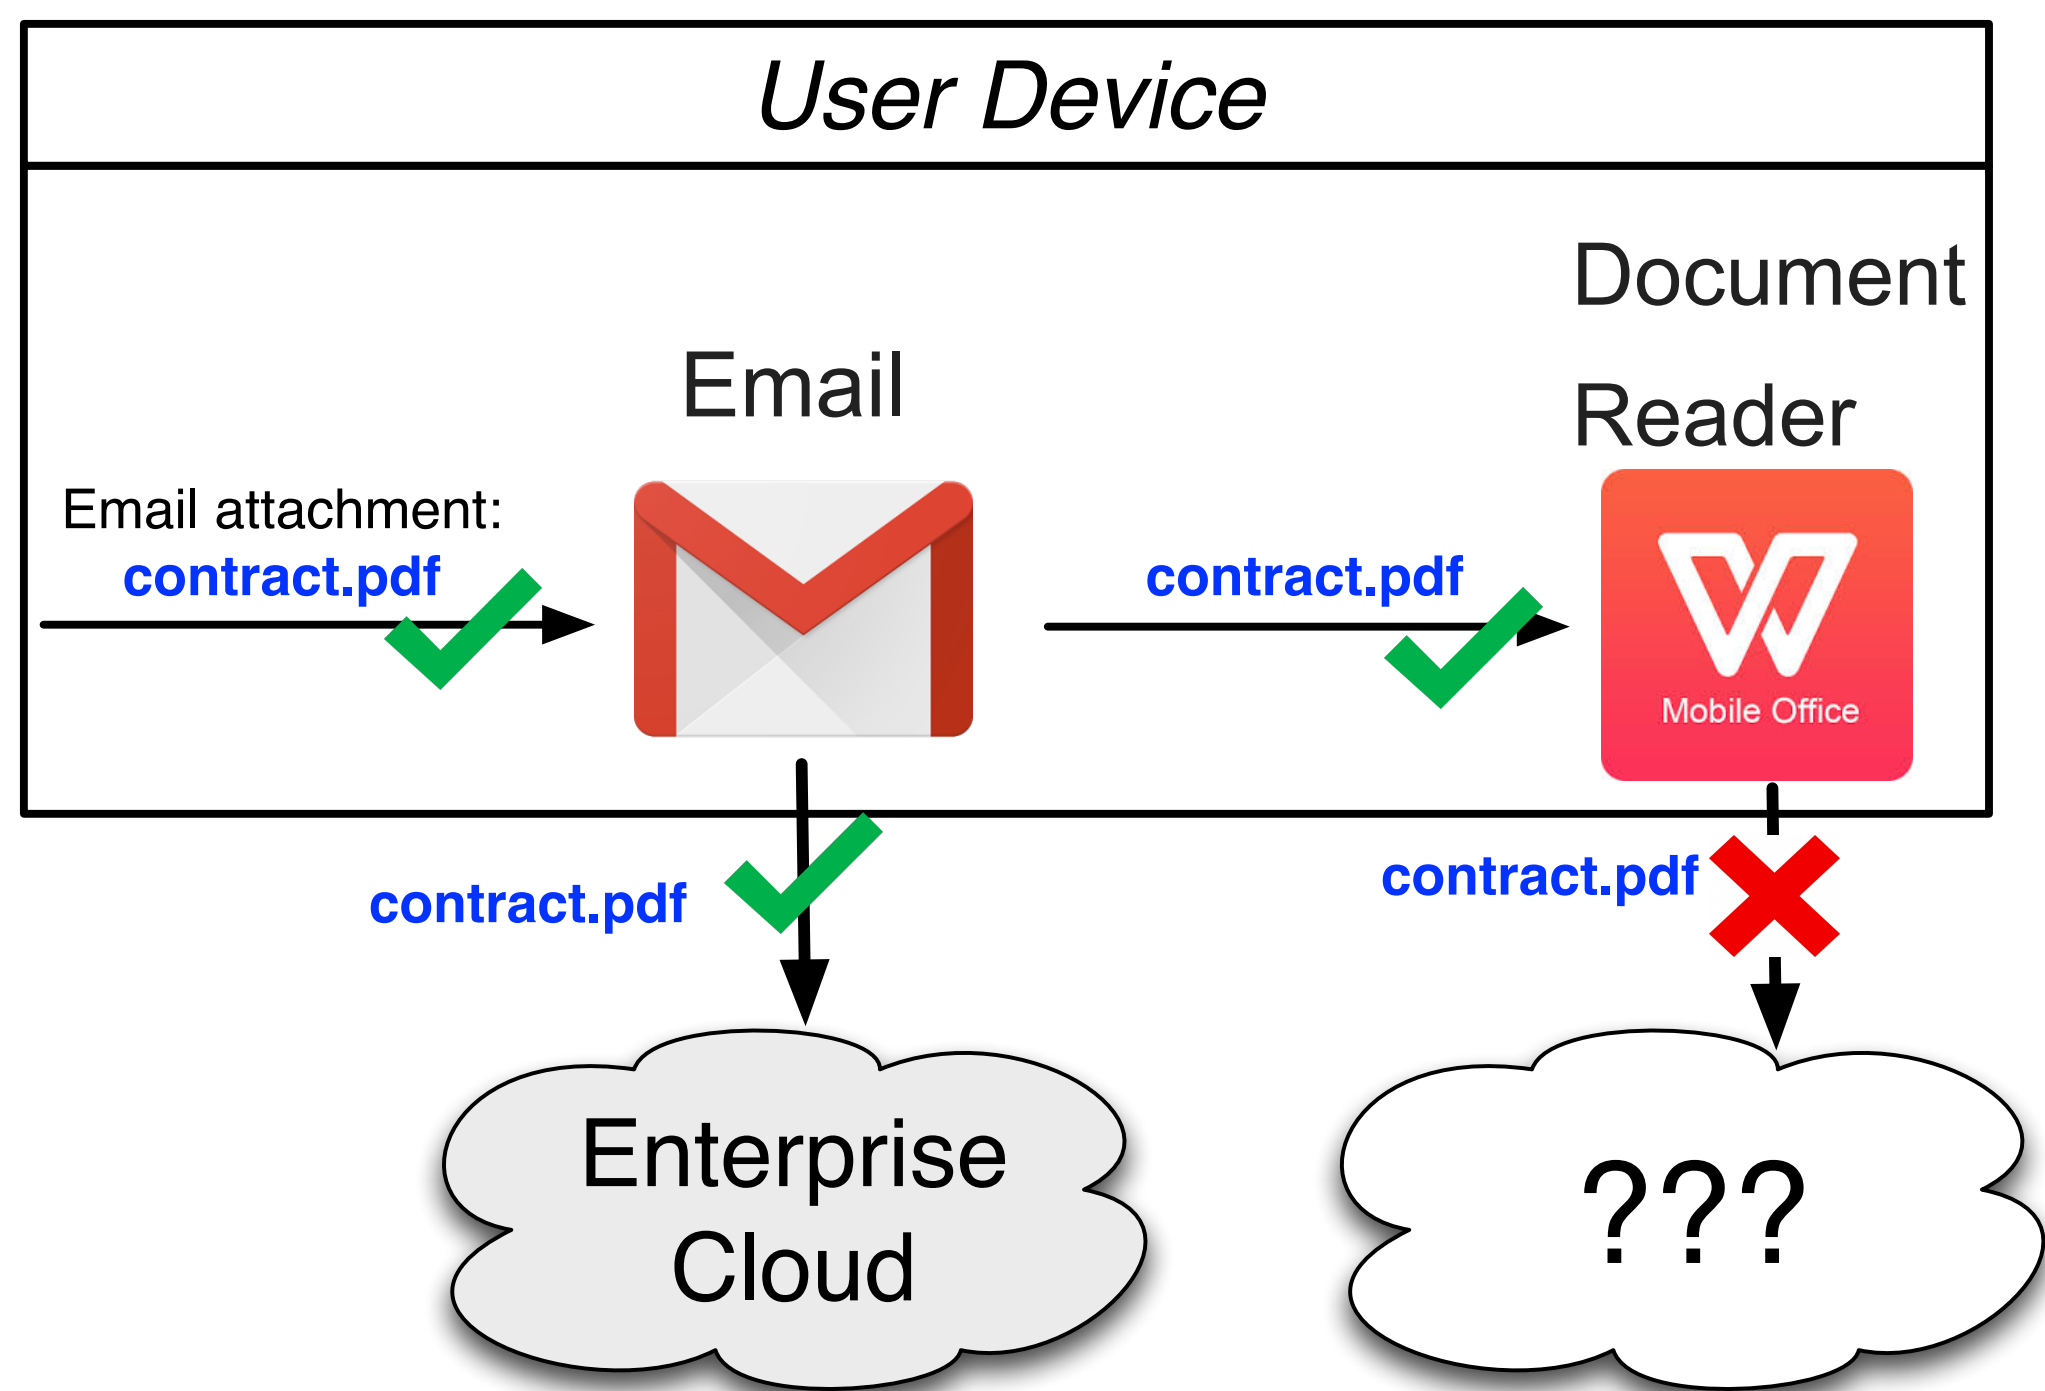 User Device
Document
Reader
Email
Email attachment:
contract.pdf
contract.pdf
Mobile Office
contract.pdf
contract.pdf
Enterprise
Cloud
???